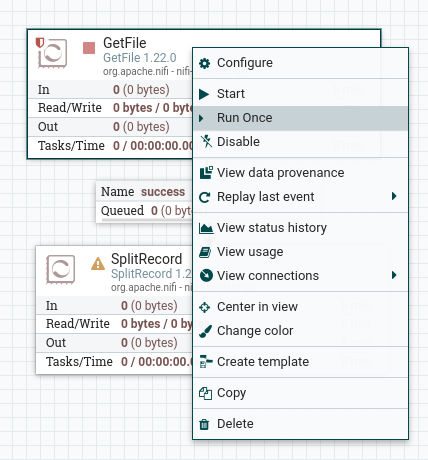 GetFile
GetFile 1.22.0
org.apache.nifi - nifi-
In 0 (0 bytes)
Read/Write 0 bytes / 0 byte
Out 0 (0 bytes)
Tasks/Time 0 / 00:00:00.00
Name success
Queued 0 (0 byt
SplitRecord
SplitRecord 1.2
org.apache.nifi - nifi-
In 0 (0 bytes)
Read/Write 0 bytes / 0 by
Out 0 (0 bytes)
Tasks/Time 0 / 00:00:00.0
Configure
Start
Run Once
Disable
View data provenance
Replay last event
View status history
View usage
View connections
Center in view
Change color
Create template
Copy
Delete